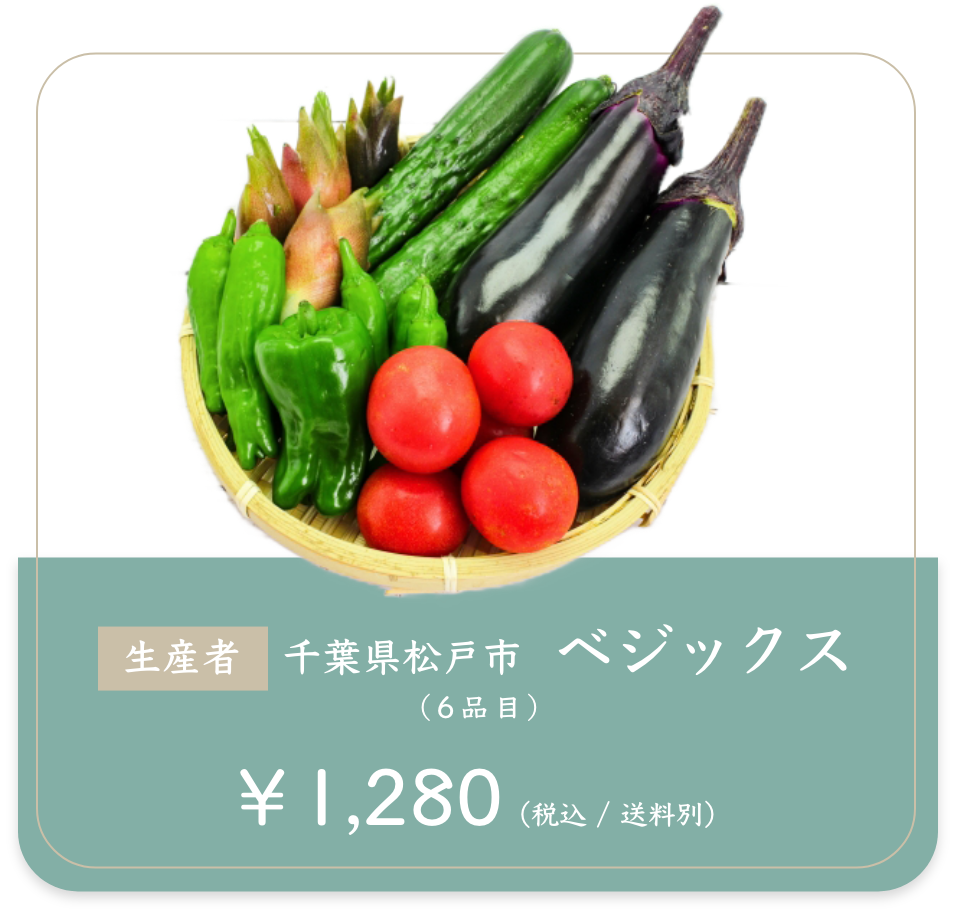 生産者 千葉県松戸市 ベジックス
（6品目）
¥1,280 (税込 / 送料別)